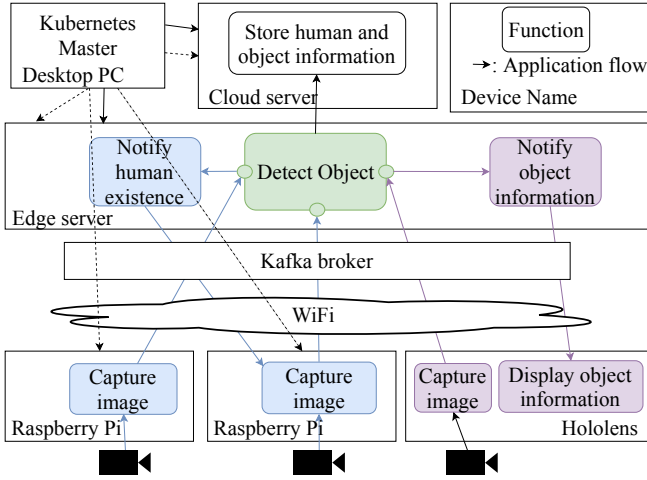 Kubernetes
Master
Desktop PC
Store human and
object information
Cloud server
Function
: Application flow
Device Name
Notify
human
existence
Detect Object
Notify
object
information
Edge server
Kafka broker
WiFi
Capture
image
Raspberry Pi
Capture
image
Raspberry Pi
Capture
image
Display object
information
Hololens